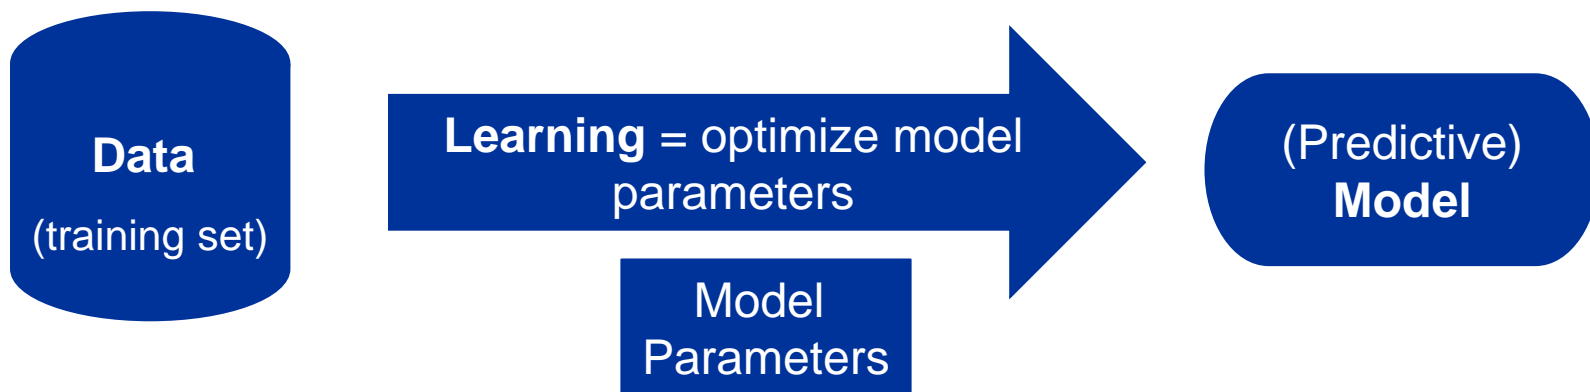 Data
(training set)
Learning = optimize model
parameters
Model
Parameters
(Predictive)
Model